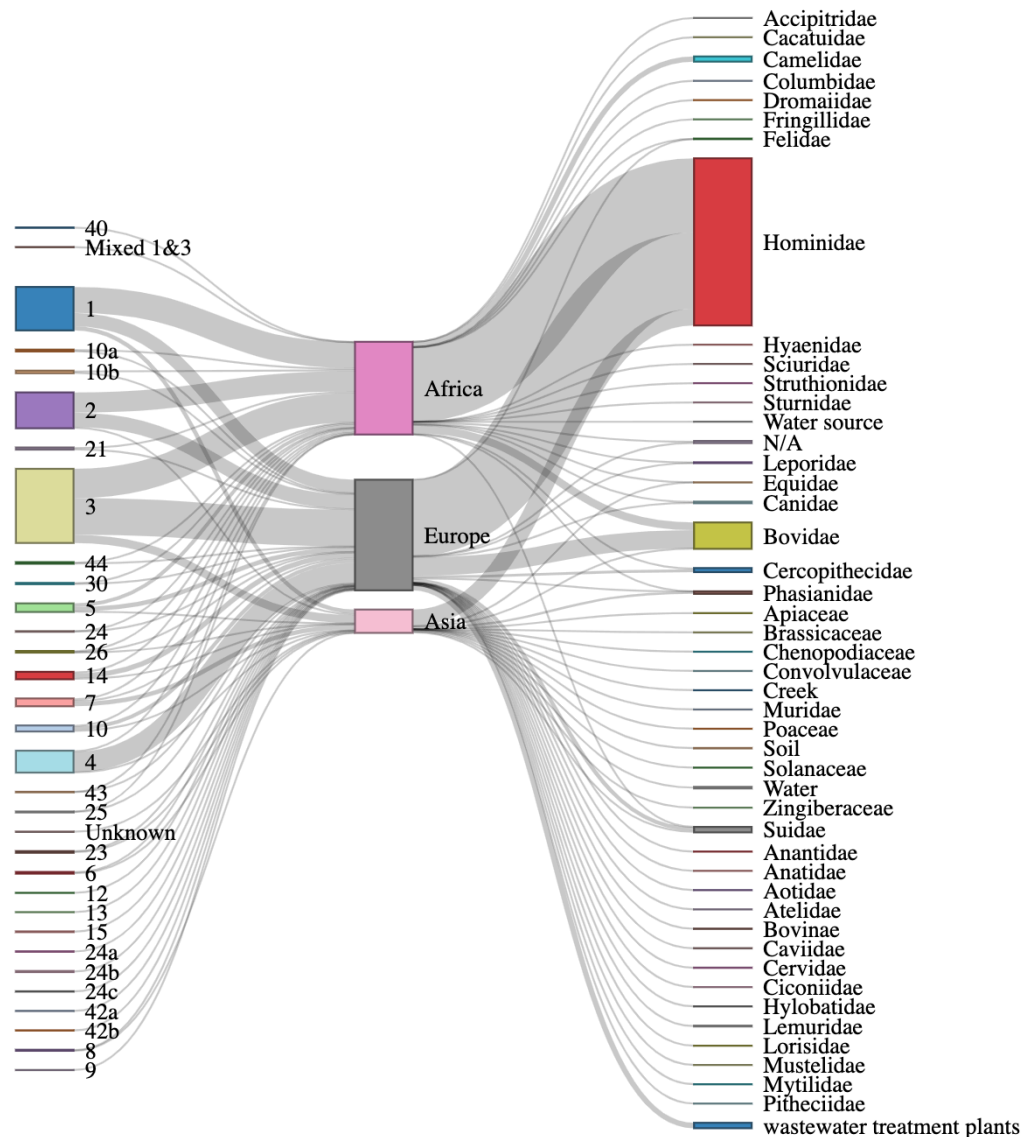 40
Mixed 1&3
1
10a
10b
2
21
3
44
30
5
24
26
14
7
10
4
43
25
Unknown
23
6
12
13
15
24a
24b
24c
42a
42b
8
9
Africa
Europe
Asia
Accipitridae
Cacatuidae
Camelidae
Columbidae
Dromaiidae
Fringillidae
Felidae
Hominidae
Hyaenidae
Sciuridae
Struthionidae
Sturnidae
Water source
N/A
Leporidae
Equidae
Canidae
Bovidae
Cercopithecidae
Phasianidae
Apiaceae
Brassicaceae
Chenopodiaceae
Convolvulaceae
Creek
Muridae
Poaceae
Soil
Solanaceae
Water
Zingiberaceae
Suidae
Anantidae
Anatidae
Aotidae
Atelidae
Bovinae
Caviidae
Cervidae
Ciconiidae
Hylobatidae
Lemuridae
Lorisidae
Mustelidae
Mytilidae
Pitheciidae
wastewater treatment plants